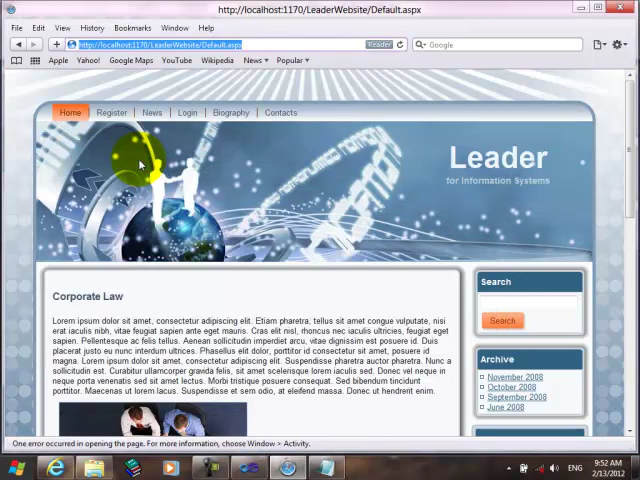 http://localhost:1170/LeaderWebsite/Default.aspx
File Edit View History Bookmarks Window Help
http://localhost:1170/LeaderWebsite/Default.aspx Reader Google
Apple Yahoo! Google Maps YouTube Wikipedia News Popular
Home Register News Login Biography Contacts
Leader
for Information Systems
Corporate Law
Lorem ipsum dolor sit amet, consectetur adipiscing elit. Etiam pharetra, tellus sit amet congue vulputate, nisi
erat iaculis nibh, vitae feugiat sapien ante eget mauris. Cras elit nisl, rhoncus nec iaculis ultricies, feugiat eget
sapien. Pellentesque ac felis tellus. Aenean sollicitudin imperdiet arcu, vitae dignissim est posuere id. Duis
placerat justo eu nunc interdum ultrices. Phasellus elit dolor, porttitor id consectetur sit amet, posuere id
magna. Lorem ipsum dolor sit amet, consectetur adipiscing elit. Suspendisse pharetra auctor pharetra. Nunc a
sollicitudin est. Curabitur ullamcorper gravida felis, sit amet scelerisque lorem iaculis sed. Vestibulum vel neque
in neque porta venenatis sed sit amet lectus. Morbi tristique posuere consequat. Sed bibendum tincidunt
porttitor. Maecenas ut lorem lacus. Suspendisse et sem odio, at eleifend massa. Donec vitae hendrerit enim.
Search
Search
Archive
November 2008
October 2008
September 2008
June 2008
One error occurred in opening the page. For more information, choose Window > Activity.
ENG
9:52 AM
2/13/2012